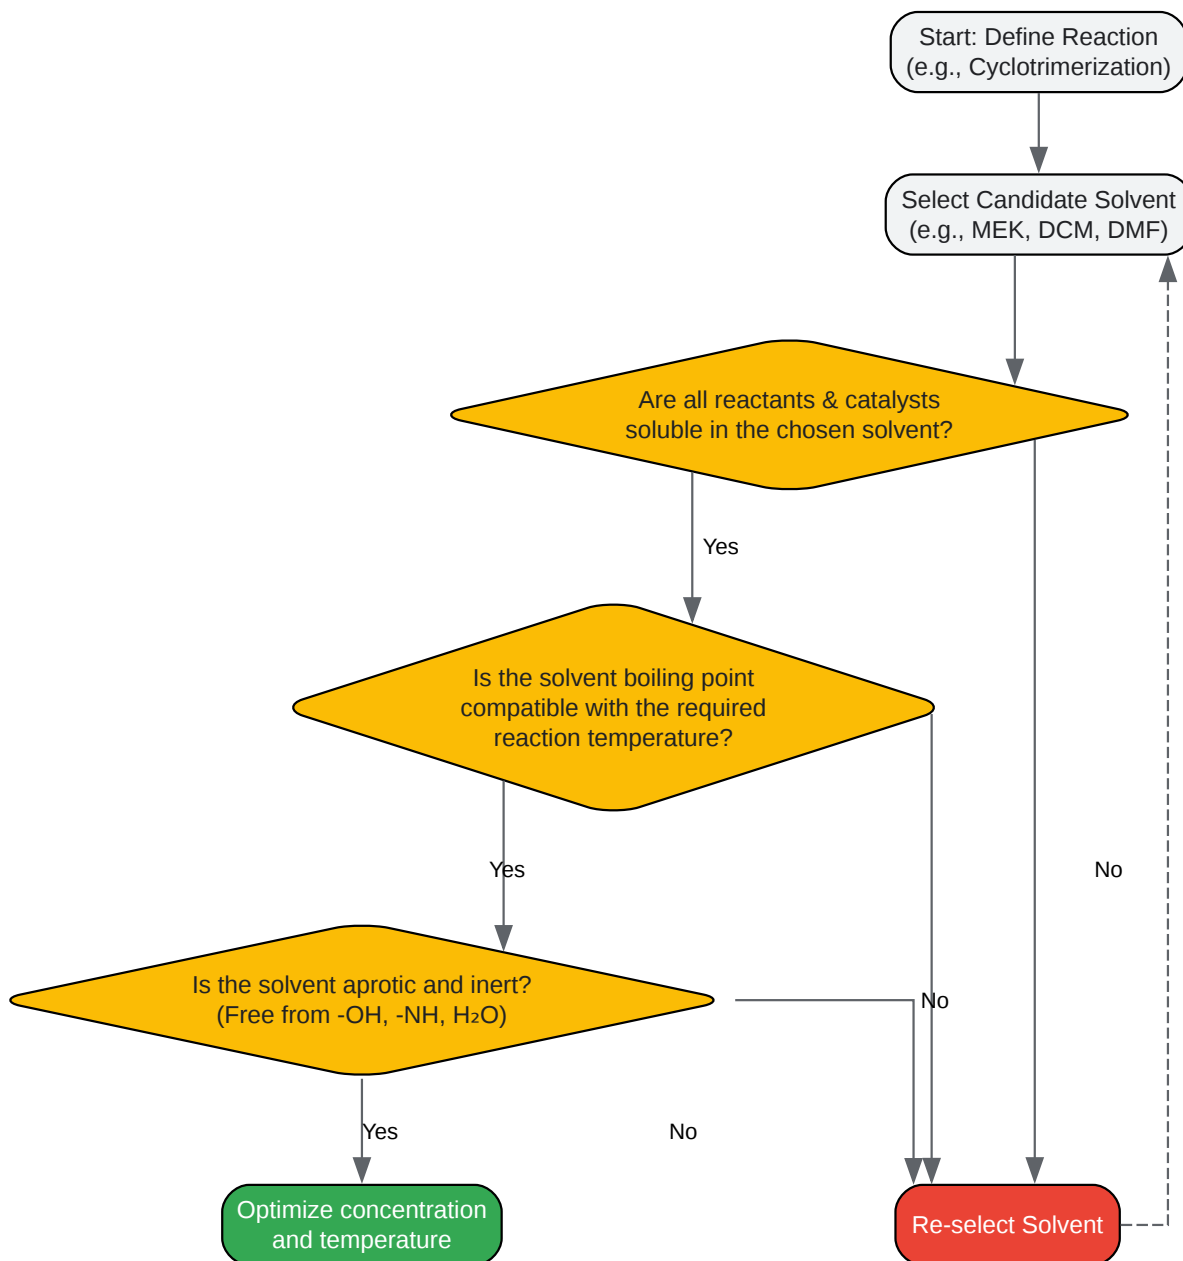 Start: Define Reaction
(e.g., Cyclotrimerization)
Select Candidate Solvent
(e.g., MEK, DCM, DMF)
Are all reactants & catalysts
soluble in the chosen solvent?
Yes
Is the solvent boiling point
compatible with the required
reaction temperature?
Yes
No
Is the solvent aprotic and inert?
(Free from -OH, -NH, H₂O)
No
Yes
No
Optimize concentration
and temperature
Re-select Solvent